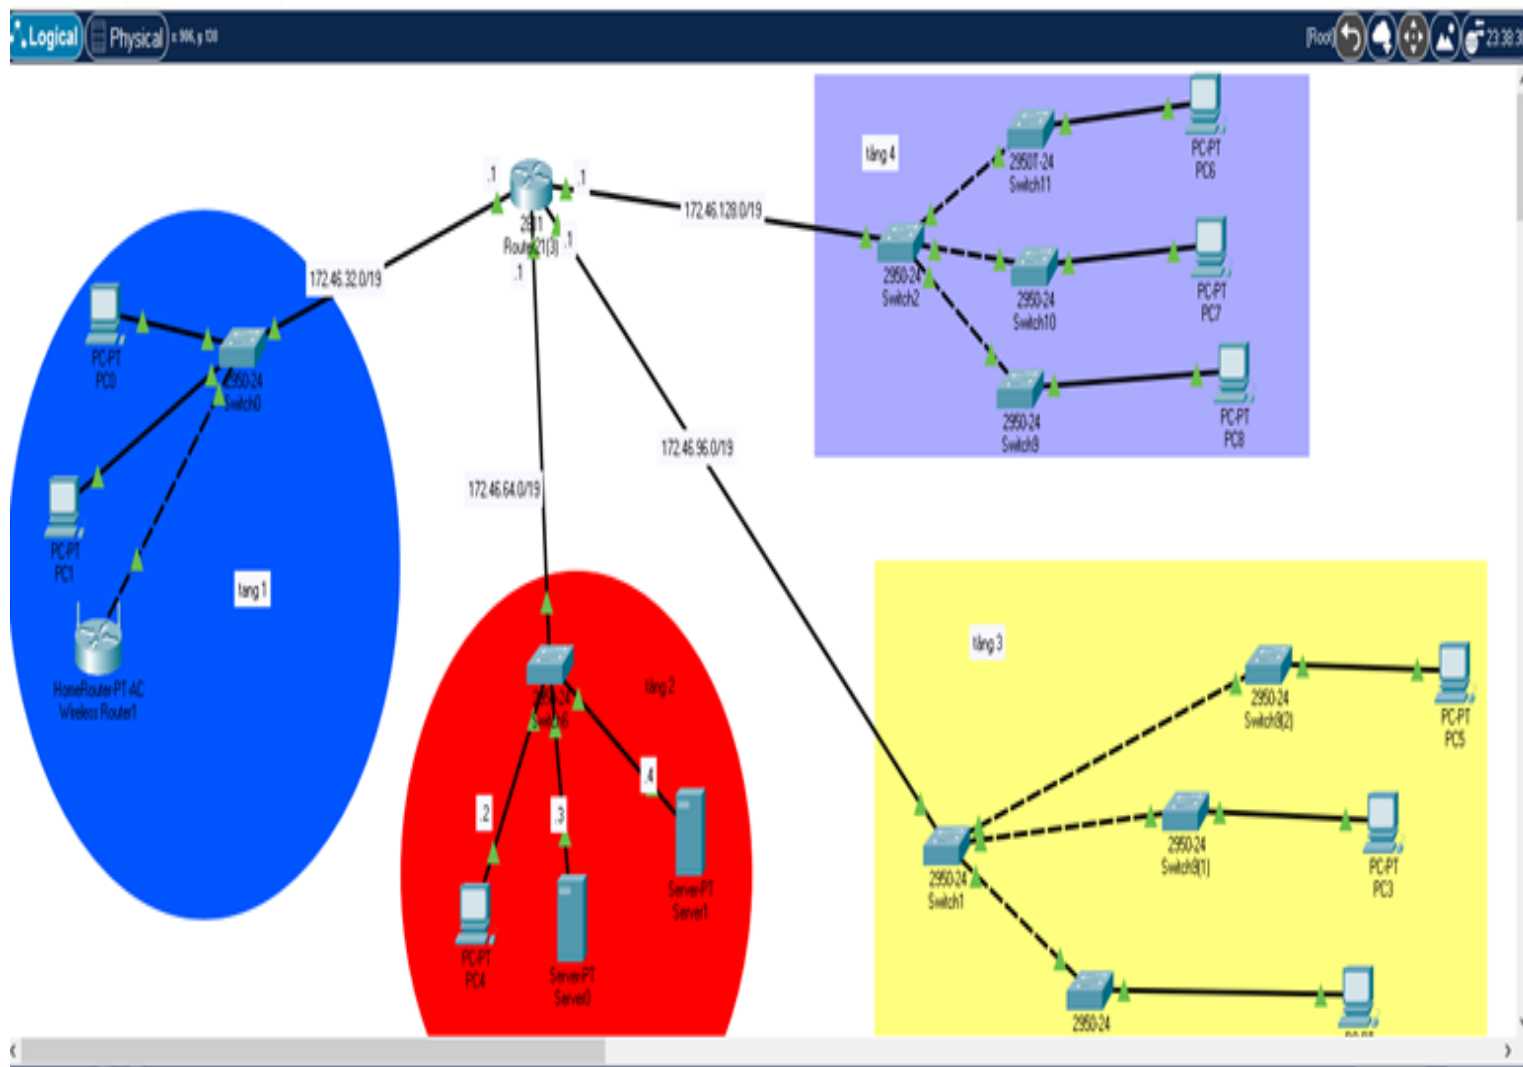 Logical
Physical
x: 986, y: 130
[Root]
tầng 4
2950T-24
Switch11
PC-PT
PC6
.1
.1
172.46.128.0/19
.1
.1
2950-24
Switch2
2950-24
Switch10
PC-PT
PC7
172.46.32.0/19
PC-PT
PC0
2950-24
Switch0
2950-24
Switch9
PC-PT
PC8
172.46.96.0/19
172.46.64.0/19
PC-PT
PC1
tang 1
HomeRouter-PT-AC
Wireless Router1
tầng 2
tầng 3
2950-24
Switch9(2)
PC-PT
PC5
.4
.2
.3
2950-24
Switch9(1)
PC-PT
PC3
2950-24
Switch1
Server-PT
Server1
PC-PT
PC4
Server-PT
Server0
2950-24